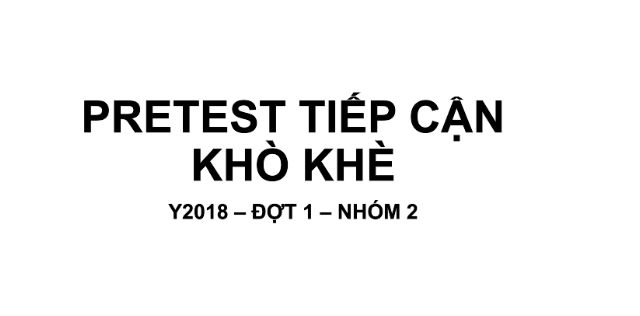 PRETEST TIẾP CẬN
KHÒ KHÈ
Y2018 – ĐỢT 1 – NHÓM 2